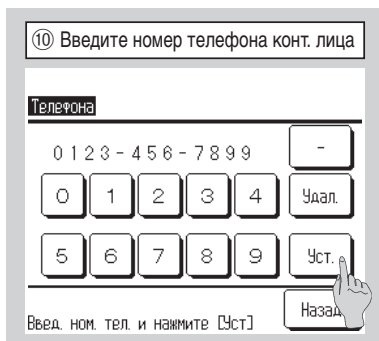 ⑩ Введите номер телефона конт. лица
Телефона
0123-456-7899 -
0 1 2 3 4 Удал.
5 6 7 8 9 Уст.
Назад
Введ. ном. тел. и нажмите [Уст]